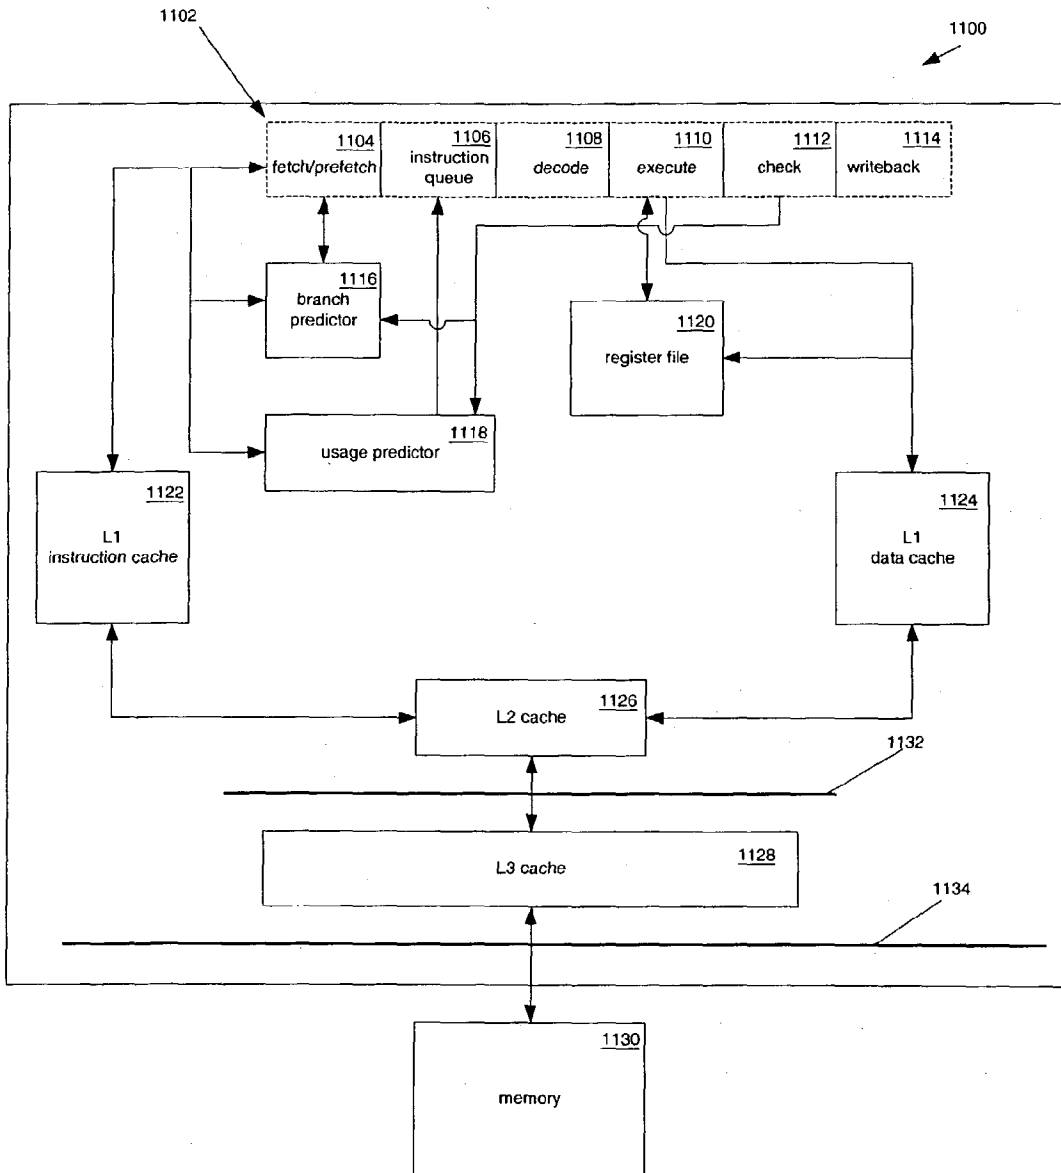 1102
1100
1104
fetch/prefetch
1106
instruction
queue
1108
decode
1110
execute
1112
check
1114
writeback
1116
branch
predictor
1120
register file
1118
usage predictor
1122
L1
instruction cache
1124
L1
data cache
1126
L2 cache
1132
1128
L3 cache
1134
1130
memory